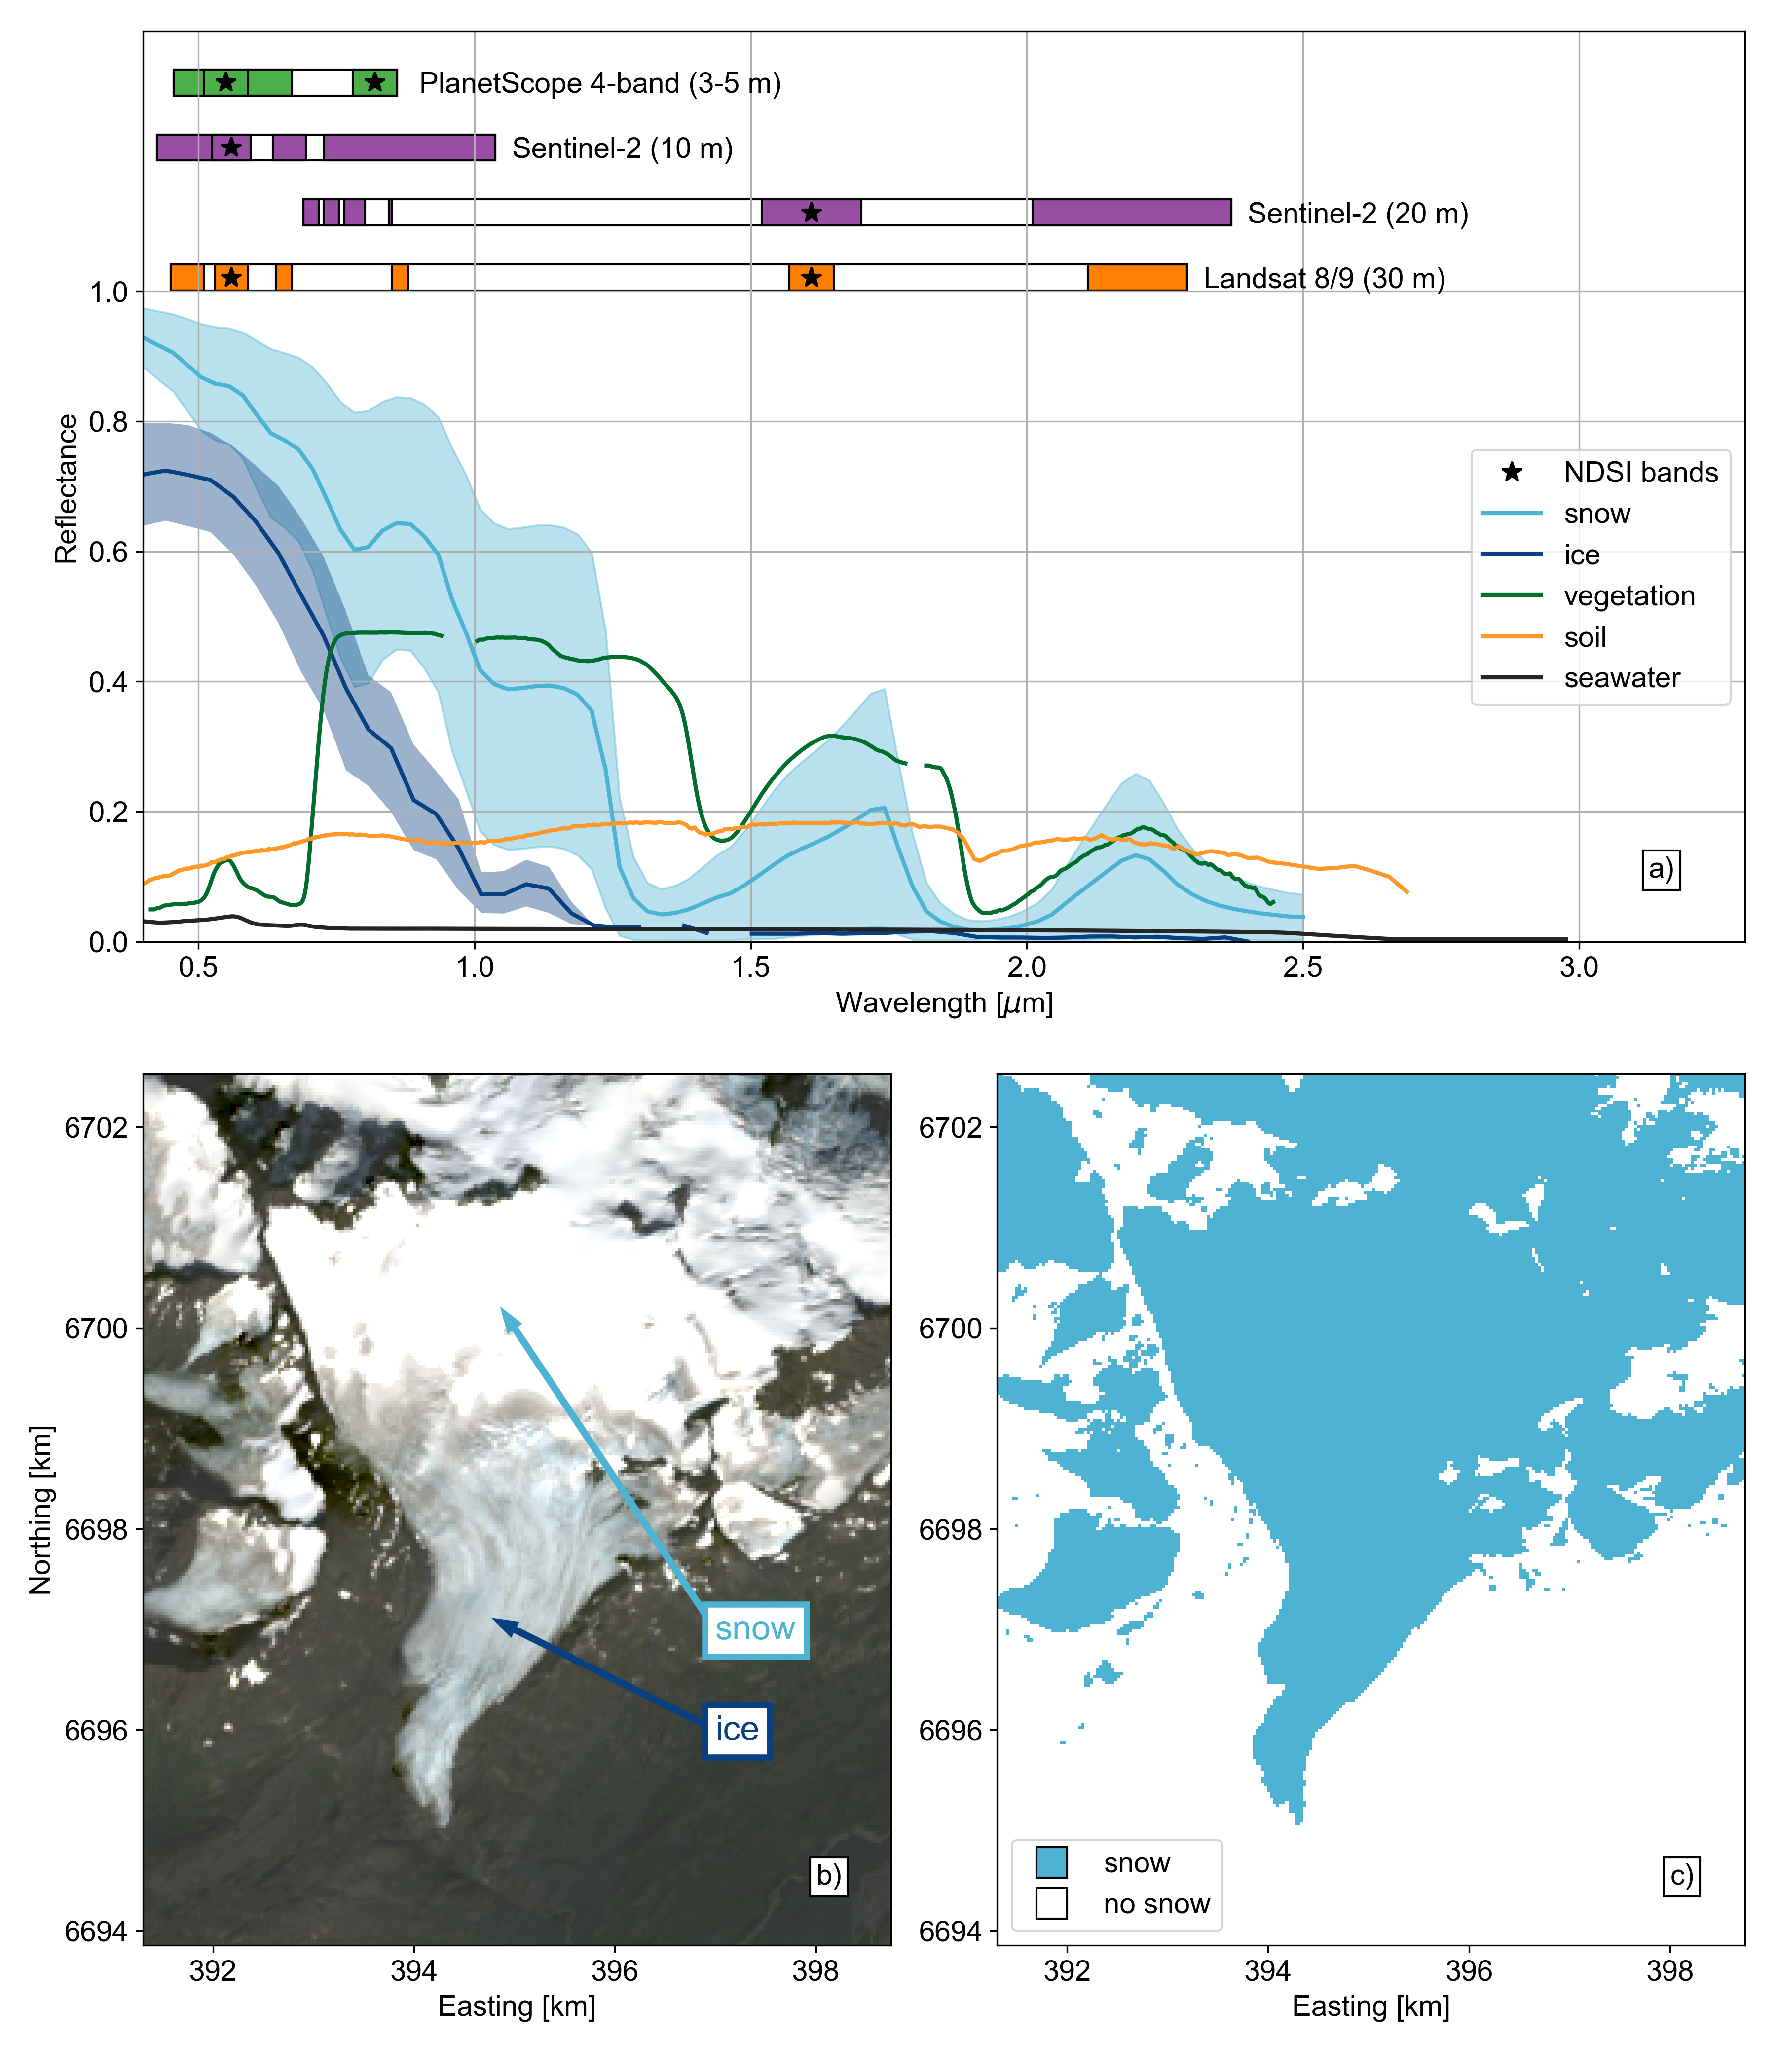 PlanetScope 4-band (3-5 m)
Sentinel-2 (10 m)
Sentinel-2 (20 m)
Landsat 8/9 (30 m)
1.0
0.8
0.6
0.4
0.2
0.0
Reflectance
NDSI bands
snow
ice
vegetation
soil
seawater
a)
0.5 1.0 1.5 2.0 2.5 3.0
Wavelength [μm]
6702
6700
6698
6696
6694
Northing [km]
snow
ice
b)
392 394 396 398
Easting [km]
6702
6700
6698
6696
6694
snow
no snow
c)
392 394 396 398
Easting [km]